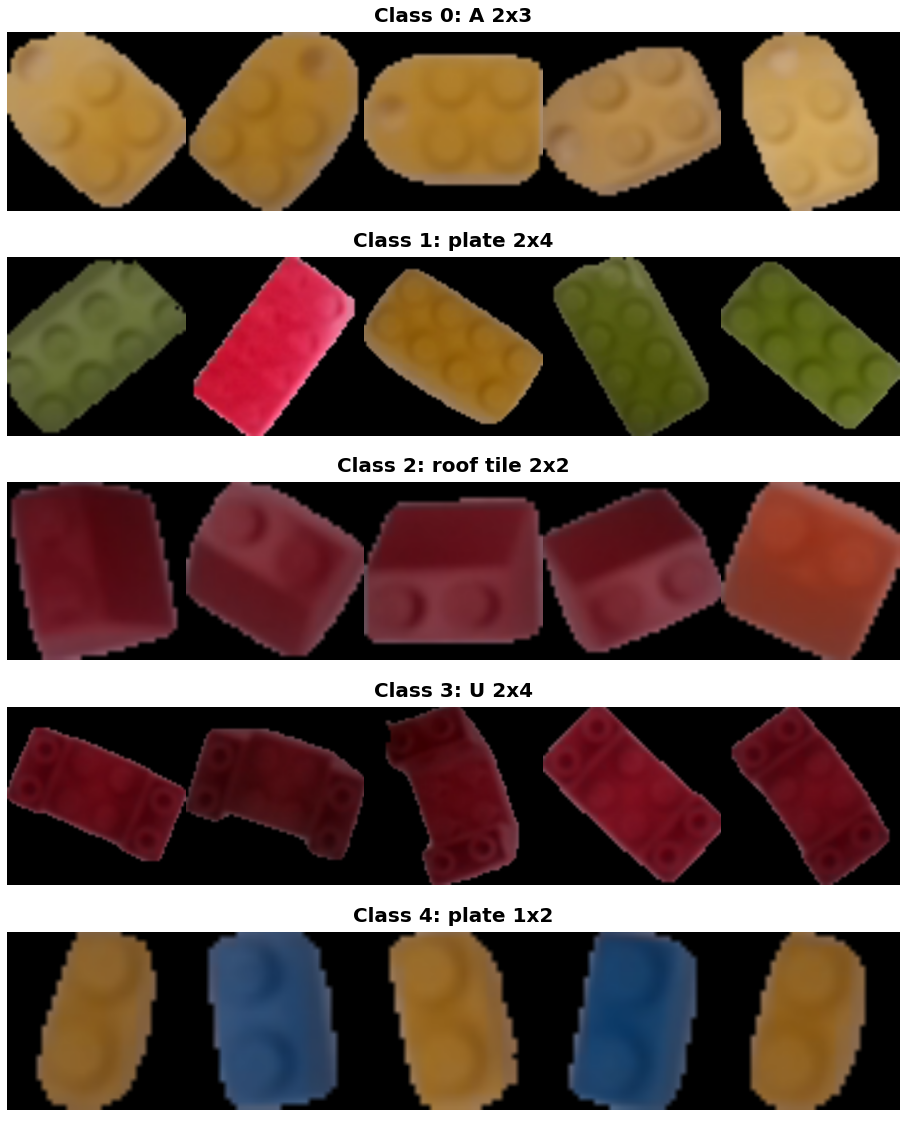 Class 0: A 2x3
Class 1: plate 2x4
Class 2: roof tile 2x2
Class 3: U 2x4
Class 4: plate 1x2